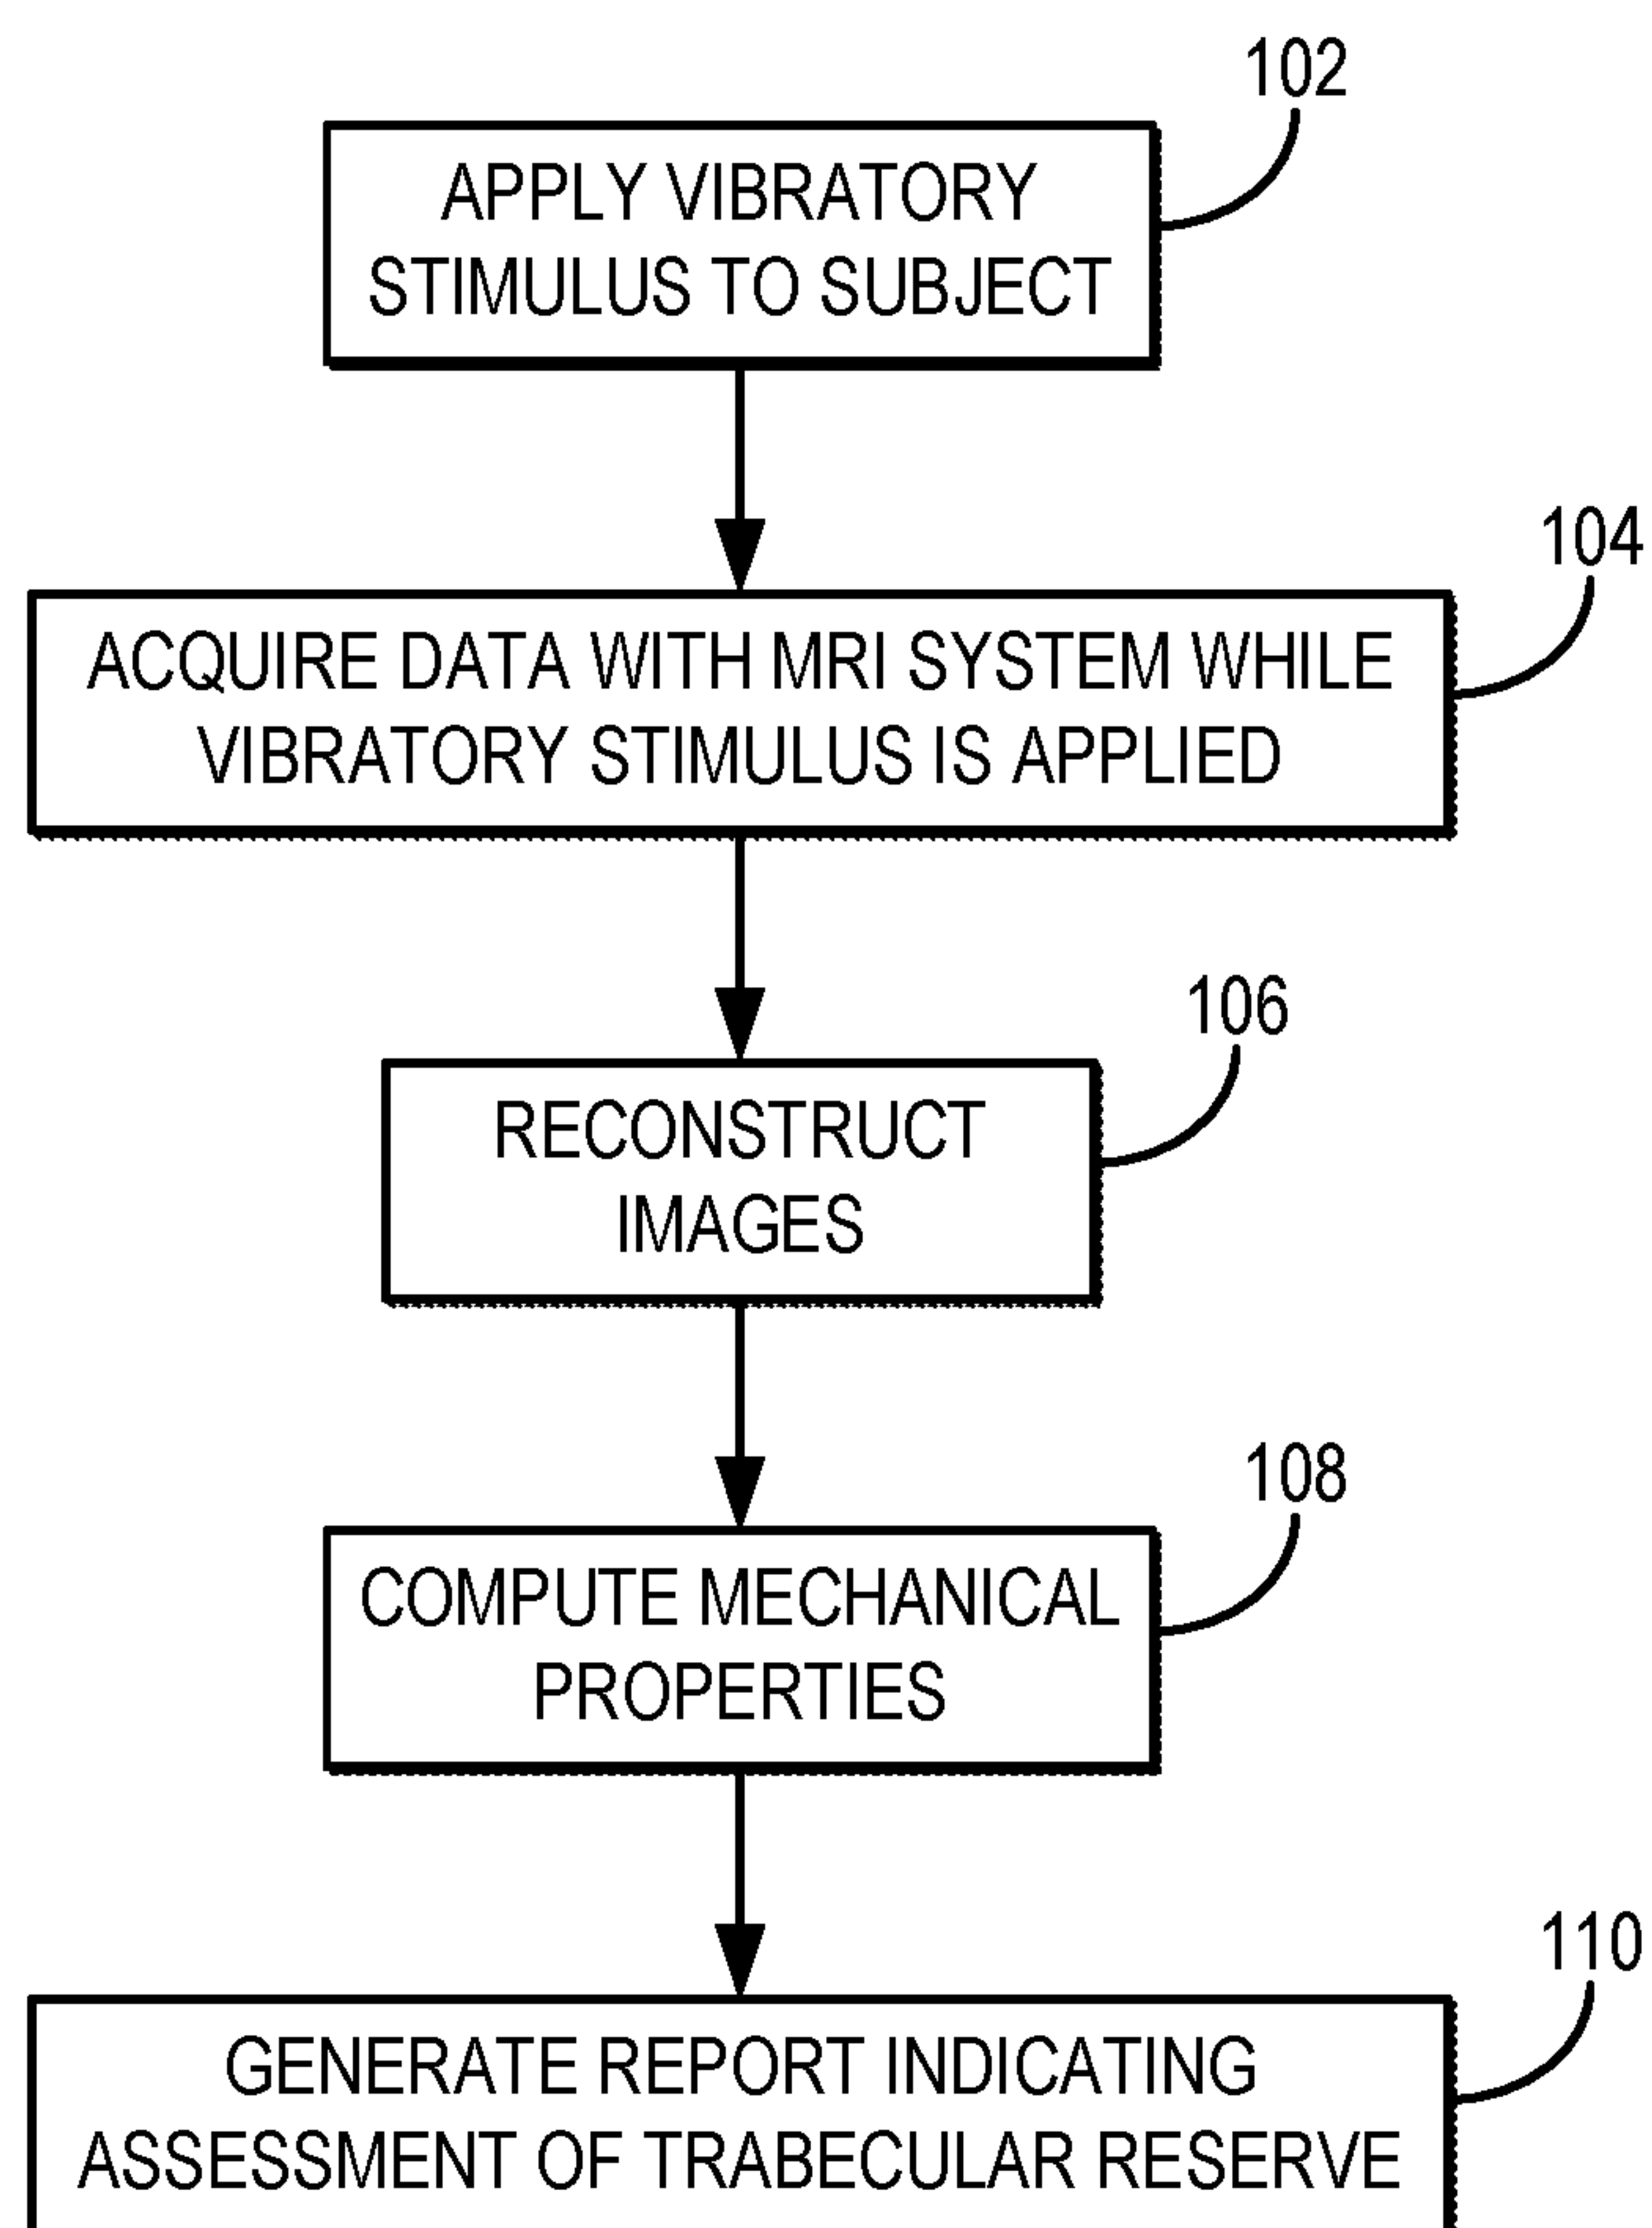 102
APPLY VIBRATORY
STIMULUS TO SUBJECT
104
ACQUIRE DATA WITH MRI SYSTEM WHILE
VIBRATORY STIMULUS IS APPLIED
106
RECONSTRUCT
IMAGES
108
COMPUTE MECHANICAL
PROPERTIES
110
GENERATE REPORT INDICATING
ASSESSMENT OF TRABECULAR RESERVE